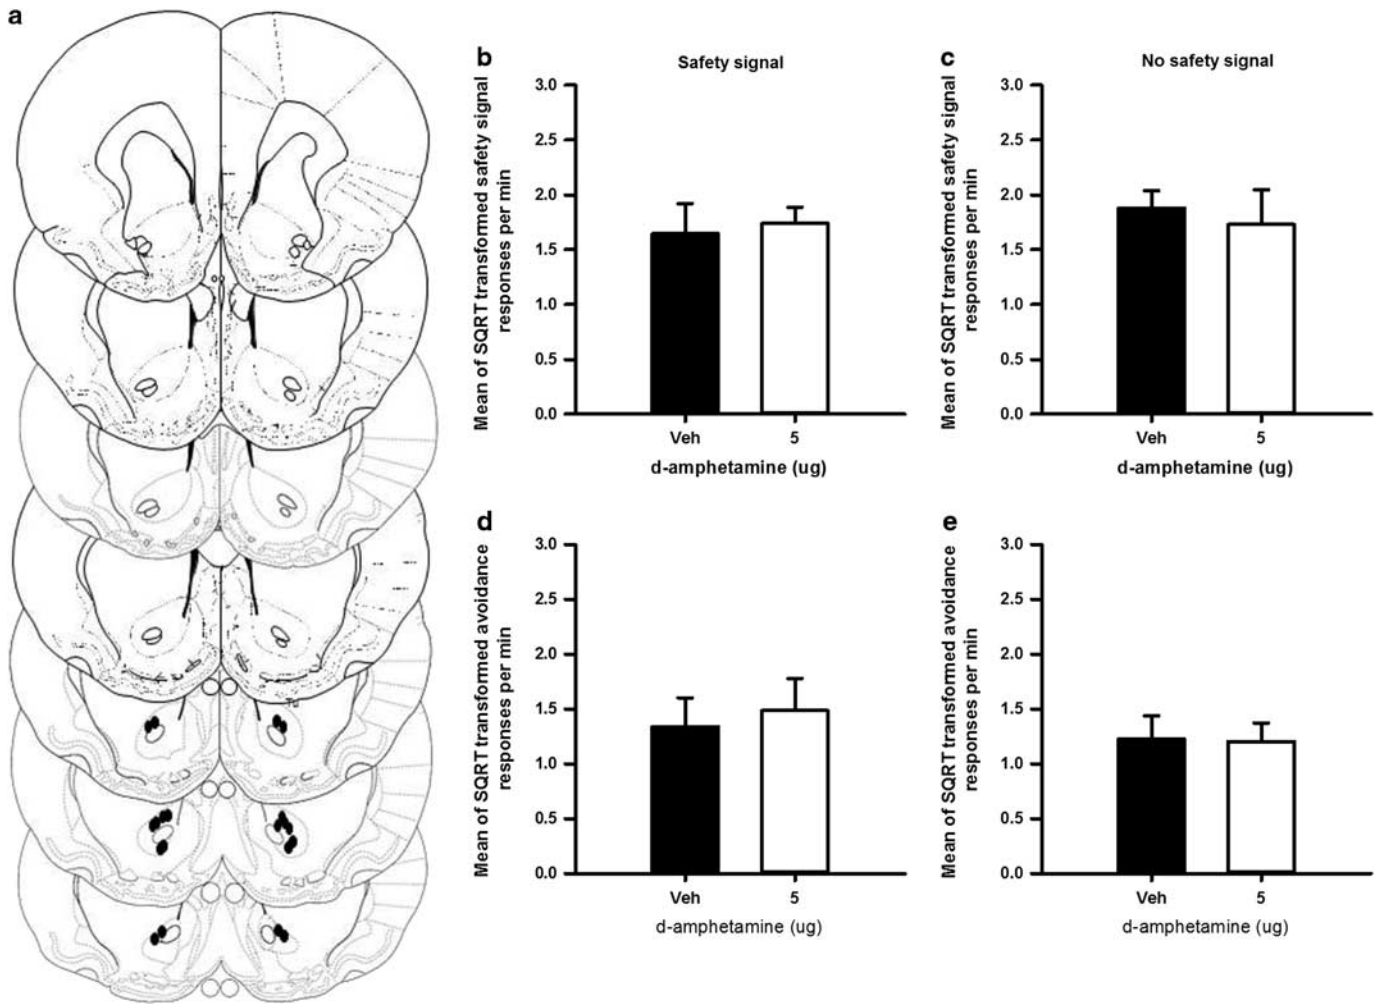 a
b
Safety signal
Mean of SQRT transformed safety signal
responses per min
3.0
2.5
2.0
1.5
1.0
0.5
0.0
Veh
5
d-amphetamine (ug)
c
No safety signal
Mean of SQRT transformed safety signal
responses per min
3.0
2.5
2.0
1.5
1.0
0.5
0.0
Veh
5
d-amphetamine (ug)
d
Mean of SQRT transformed avoidance
responses per min
3.0
2.5
2.0
1.5
1.0
0.5
0.0
Veh
5
d-amphetamine (ug)
e
Mean of SQRT transformed avoidance
responses per min
3.0
2.5
2.0
1.5
1.0
0.5
0.0
Veh
5
d-amphetamine (ug)